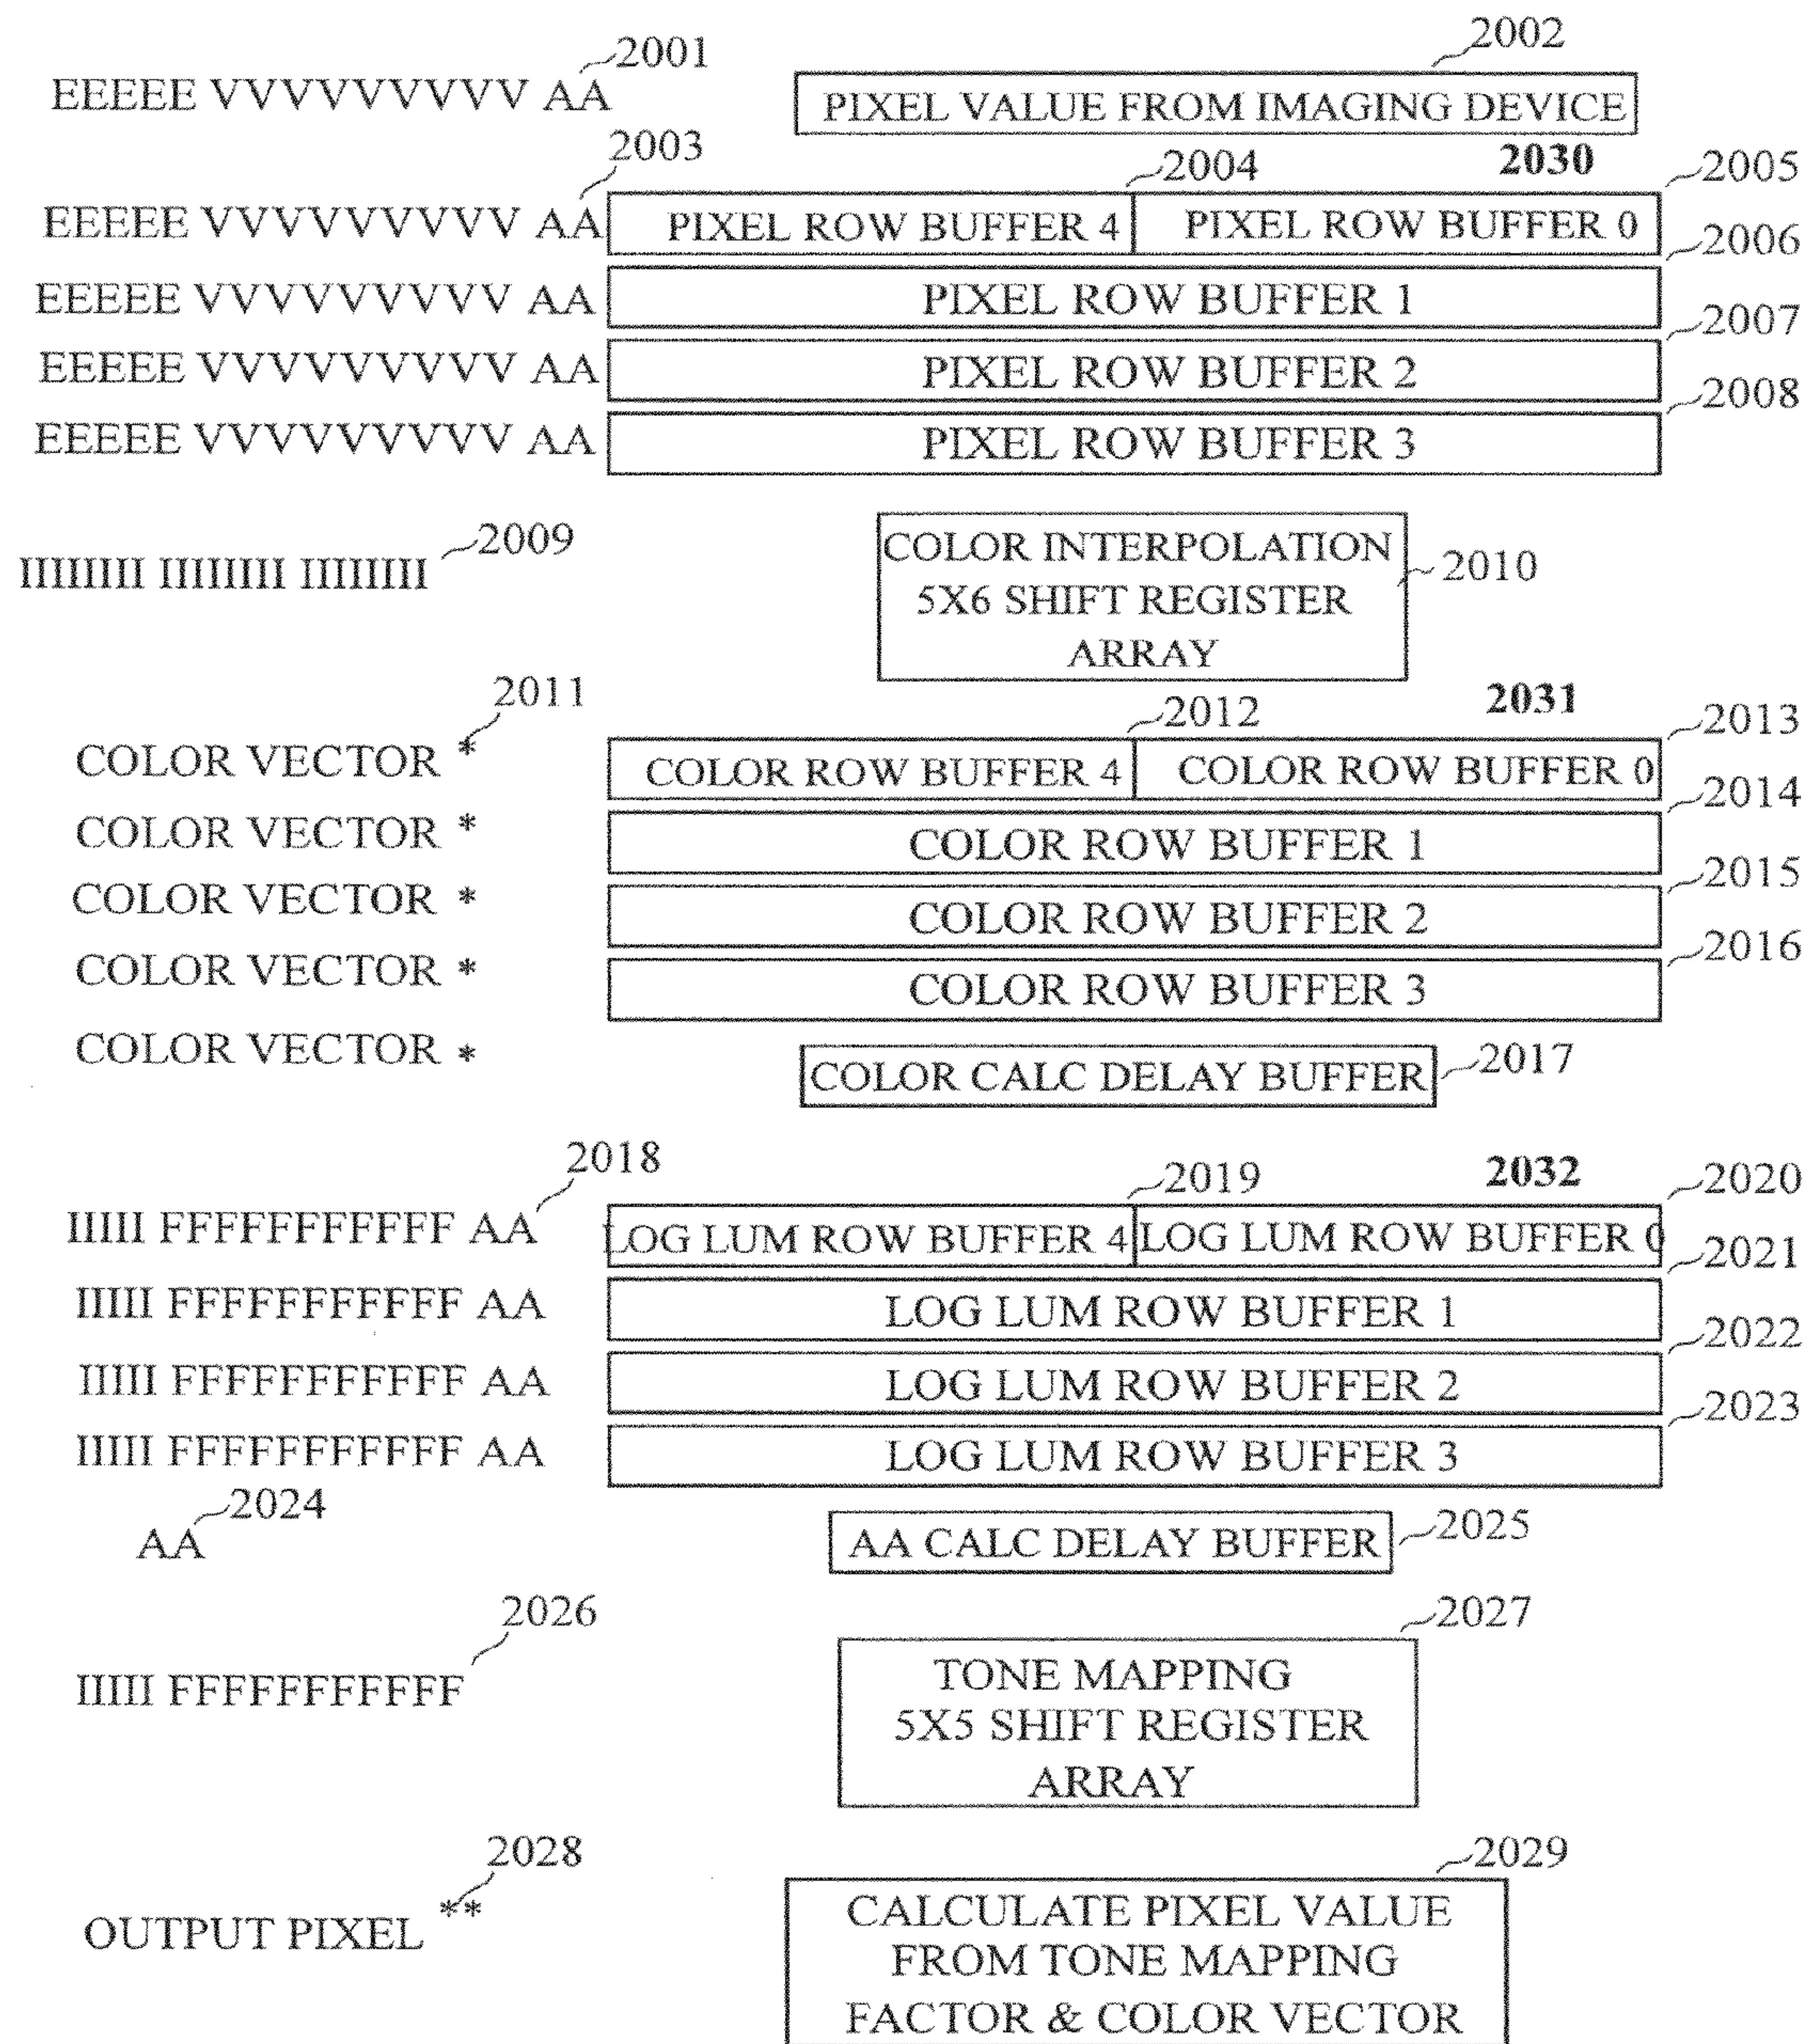 2001
2002
EEEEE VVVVVVVVV AA
PIXEL VALUE FROM IMAGING DEVICE
2003
2004
2030
2005
EEEEE VVVVVVVVV AA
PIXEL ROW BUFFER 4
PIXEL ROW BUFFER 0
2006
EEEEE VVVVVVVVV AA
PIXEL ROW BUFFER 1
2007
EEEEE VVVVVVVVV AA
PIXEL ROW BUFFER 2
2008
EEEEE VVVVVVVVV AA
PIXEL ROW BUFFER 3
2009
IIIIIIII IIIIIIII IIIIIIII
COLOR INTERPOLATION
5X6 SHIFT REGISTER
ARRAY
2010
2011
2012
2031
2013
COLOR VECTOR *
COLOR ROW BUFFER 4
COLOR ROW BUFFER 0
2014
COLOR VECTOR *
COLOR ROW BUFFER 1
2015
COLOR VECTOR *
COLOR ROW BUFFER 2
2016
COLOR VECTOR *
COLOR ROW BUFFER 3
COLOR VECTOR *
COLOR CALC DELAY BUFFER
2017
2018
2019
2032
2020
IIIII FFFFFFFFFFF AA
LOG LUM ROW BUFFER 4
LOG LUM ROW BUFFER 0
2021
IIIII FFFFFFFFFFF AA
LOG LUM ROW BUFFER 1
2022
IIIII FFFFFFFFFFF AA
LOG LUM ROW BUFFER 2
2023
IIIII FFFFFFFFFFF AA
LOG LUM ROW BUFFER 3
2024
AA
AA CALC DELAY BUFFER
2025
2026
2027
IIIII FFFFFFFFFFF
TONE MAPPING
5X5 SHIFT REGISTER
ARRAY
2028
2029
OUTPUT PIXEL **
CALCULATE PIXEL VALUE
FROM TONE MAPPING
FACTOR & COLOR VECTOR